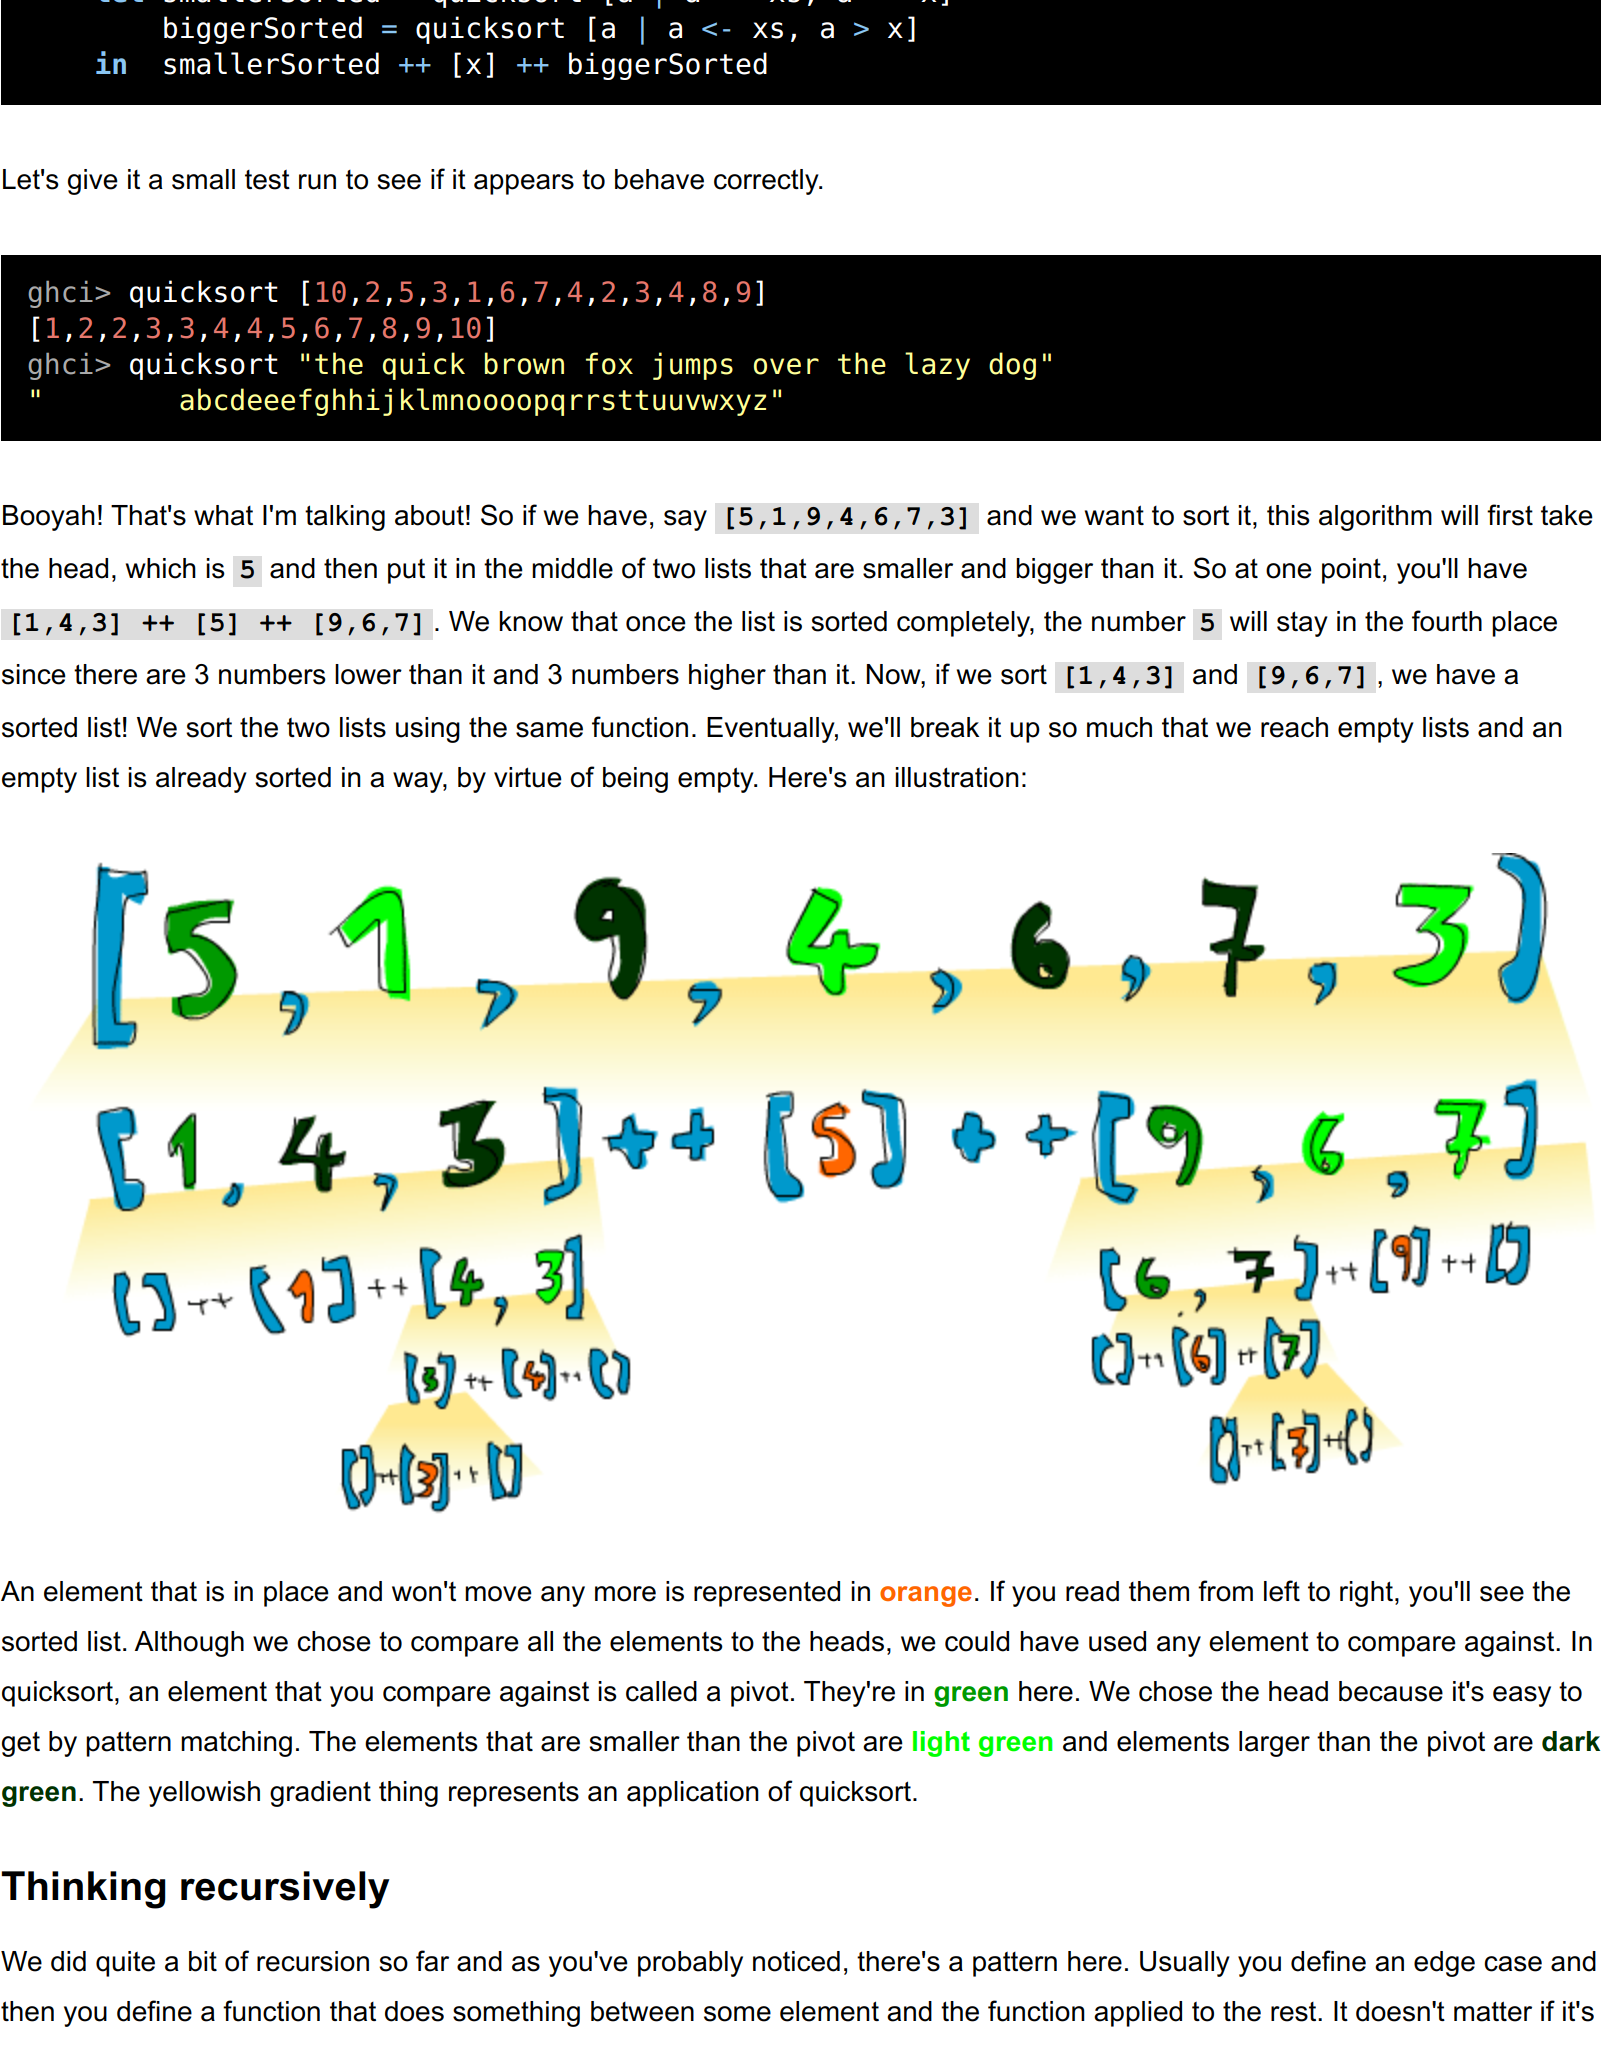 biggerSorted = quicksort [a | a <- xs, a > x]
in  smallerSorted ++ [x] ++ biggerSorted
Let's give it a small test run to see if it appears to behave correctly.
ghci> quicksort [10,2,5,3,1,6,7,4,2,3,4,8,9]
[1,2,2,3,3,4,4,5,6,7,8,9,10]
ghci> quicksort "the quick brown fox jumps over the lazy dog"
"        abcdeeefghhijklmnoooopqrrsttuuvwxyz"
Booyah! That's what I'm talking about! So if we have, say [5,1,9,4,6,7,3] and we want to sort it, this algorithm will first take
the head, which is 5 and then put it in the middle of two lists that are smaller and bigger than it. So at one point, you'll have
[1,4,3] ++ [5] ++ [9,6,7]. We know that once the list is sorted completely, the number 5 will stay in the fourth place
since there are 3 numbers lower than it and 3 numbers higher than it. Now, if we sort [1,4,3] and [9,6,7], we have a
sorted list! We sort the two lists using the same function. Eventually, we'll break it up so much that we reach empty lists and an
empty list is already sorted in a way, by virtue of being empty. Here's an illustration:
[5,1,9,4,6,7,3]
[1,4,3]++[5]++[9,6,7]
[]++[1]++[4,3] [6,7]++[9]++[]
[3]++[4]++[] []++[6]++[7]
[]++[3]++[] []++[7]++[]
An element that is in place and won't move any more is represented in orange. If you read them from left to right, you'll see the
sorted list. Although we chose to compare all the elements to the heads, we could have used any element to compare against. In
quicksort, an element that you compare against is called a pivot. They're in green here. We chose the head because it's easy to
get by pattern matching. The elements that are smaller than the pivot are light green and elements larger than the pivot are dark
green. The yellowish gradient thing represents an application of quicksort.
Thinking recursively
We did quite a bit of recursion so far and as you've probably noticed, there's a pattern here. Usually you define an edge case and
then you define a function that does something between some element and the function applied to the rest. It doesn't matter if it's